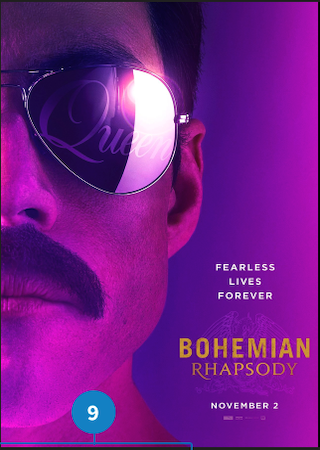 Queen
FEARLESS
LIVES
FOREVER
BOHEMIAN
RHAPSODY
NOVEMBER 2
9